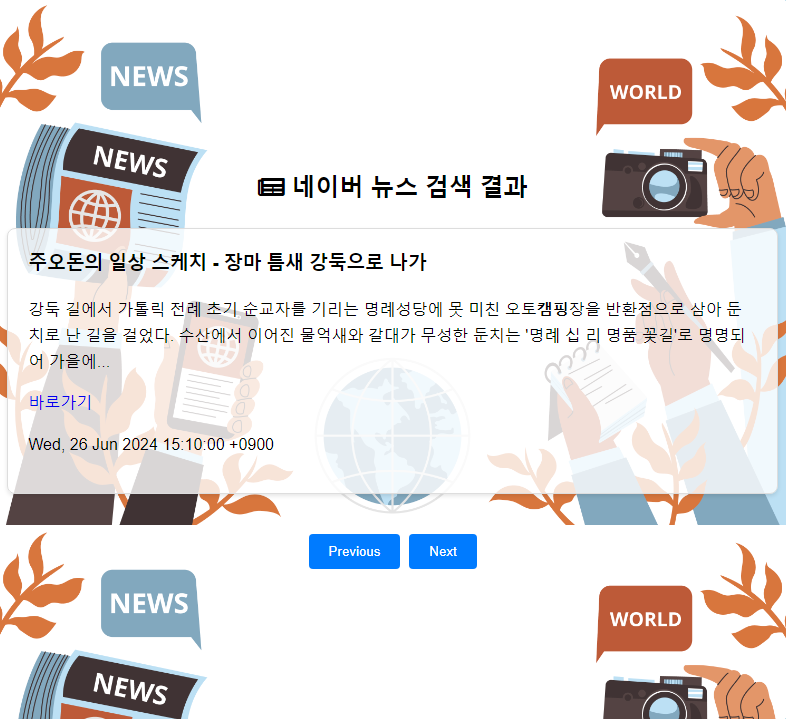 NEWS
WORLD
NEWS
네이버 뉴스 검색 결과
주오돈의 일상 스케치 - 장마 틈새 강둑으로 나가
강둑 길에서 가톨릭 전례 초기 순교자를 기리는 명례성당에 못 미친 오토캠핑장을 반환점으로 삼아 둔
치로 난 길을 걸었다. 수산에서 이어진 물억새와 갈대가 무성한 둔치는 '명례 십 리 명품 꽃길'로 명명되
어 가을에...
바로가기
NEWS
Wed, 26 Jun 2024 15:10:00 +0900
Previous
Next
NEWS
WORLD
NEWS